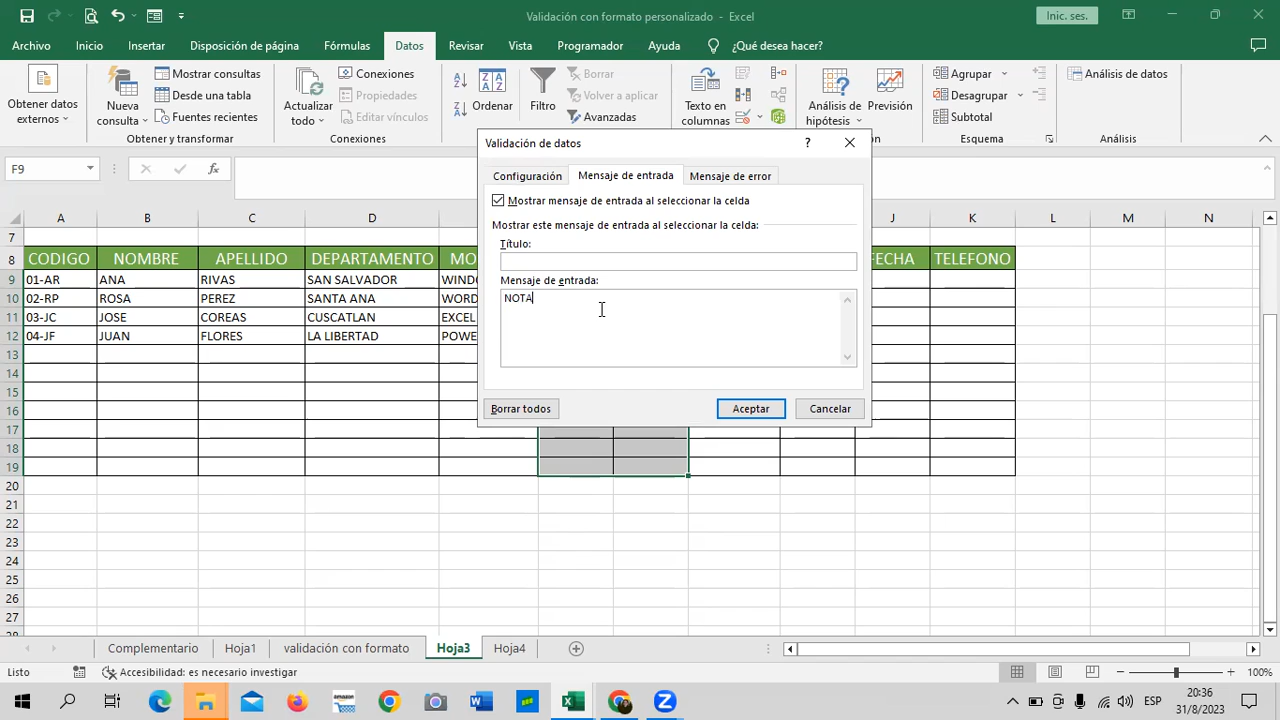 Validación con formato personalizado - Excel
Inic. ses.
Archivo Inicio Insertar Disposición de página Fórmulas Datos Revisar Vista Programador Ayuda ¿Qué desea hacer?
Obtener datos externos
Nueva consulta
Mostrar consultas
Desde una tabla
Fuentes recientes
Obtener y transformar
Actualizar todo
Conexiones
Propiedades
Editar vínculos
Conexiones
Ordenar
Filtro
Borrar
Volver a aplicar
Avanzadas
Texto en columnas
Análisis de hipótesis
Previsión
Agrupar
Desagrupar
Subtotal
Esquema
Análisis de datos
Análisis
F9
fx
Validación de datos
?
Configuración Mensaje de entrada Mensaje de error
Mostrar mensaje de entrada al seleccionar la celda
Mostrar este mensaje de entrada al seleccionar la celda:
Título:
Mensaje de entrada:
NOTA
Borrar todos Aceptar Cancelar
A B C D J K L M N
7
8 CODIGO NOMBRE APELLIDO DEPARTAMENTO MO FECHA TELEFONO
9 01-AR ANA RIVAS SAN SALVADOR WINDO
10 02-RP ROSA PEREZ SANTA ANA WORD
11 03-JC JOSE COREAS CUSCATLAN EXCEL
12 04-JF JUAN FLORES LA LIBERTAD POWE
13
14
15
16
17
18
19
20
21
22
23
24
25
26
27
28
Complementario Hoja1 validación con formato Hoja3 Hoja4
Listo Accesibilidad: es necesario investigar 100%
ESP
20:36
31/8/2023